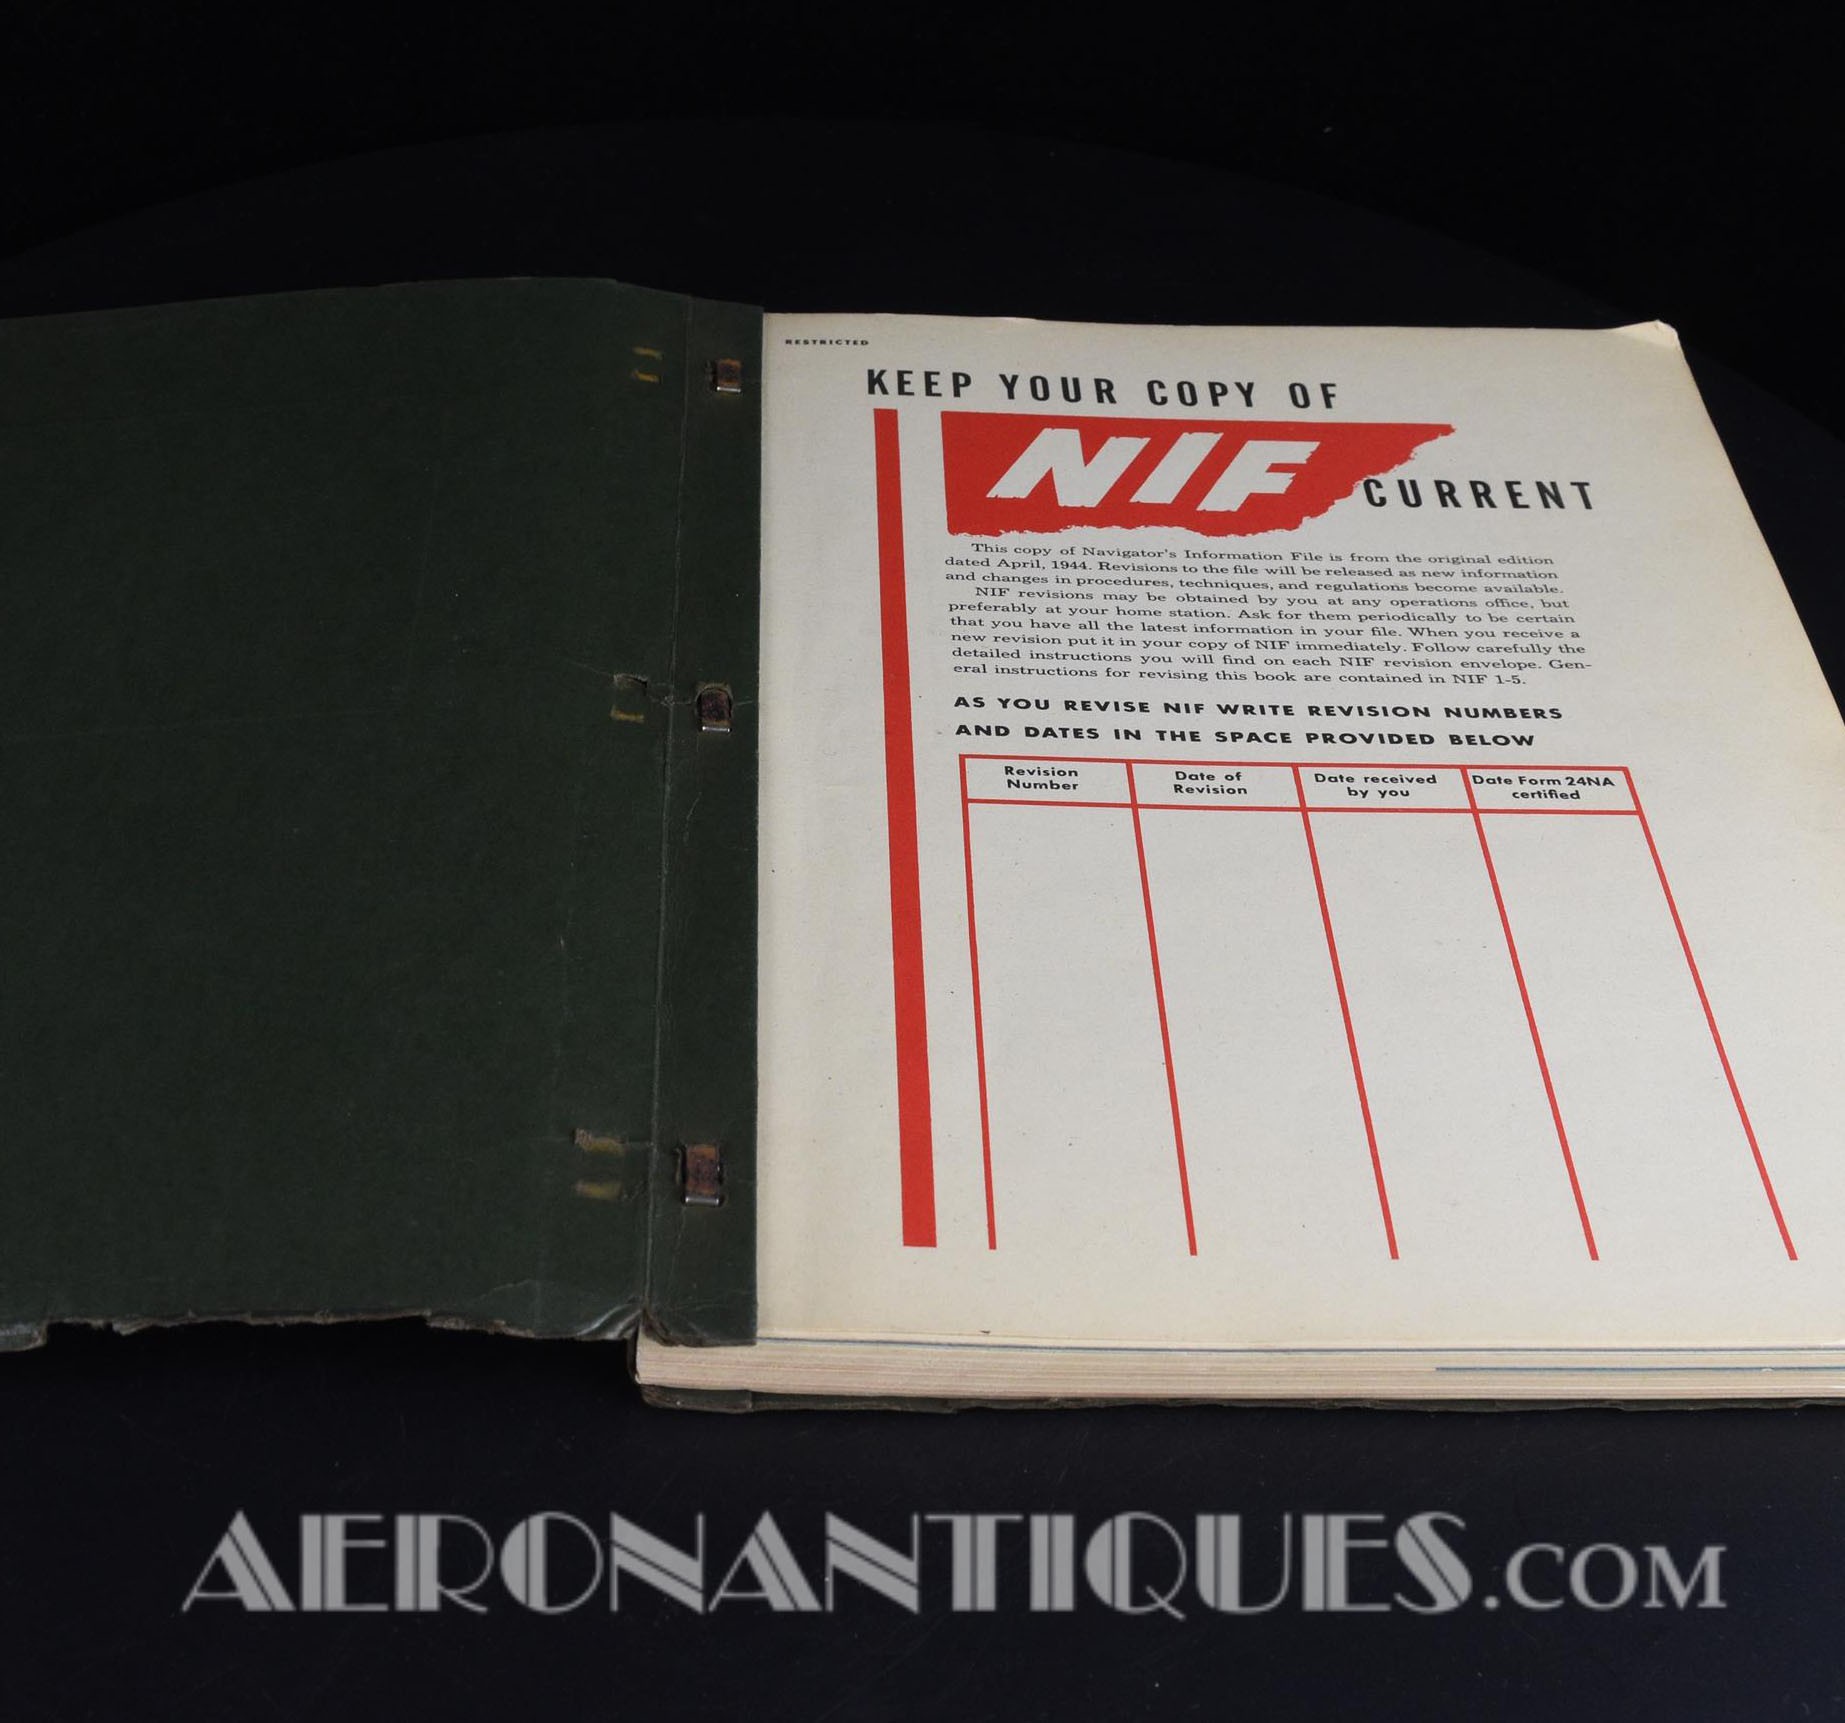 RESTRICTED
KEEP YOUR COPY OF
NIF CURRENT
This copy of Navigator's Information File is from the original edition
dated April, 1944. Revisions to the file will be released as new information
and changes in procedures, techniques, and regulations become available.
NIF revisions may be obtained by you at any operations office, but
preferably at your home station. Ask for them periodically to be certain
that you have all the latest information in your file. When you receive a
new revision put it in your copy of NIF immediately. Follow carefully the
detailed instructions you will find on each NIF revision envelope. Gen-
eral instructions for revising this book are contained in NIF 1-5.
AS YOU REVISE NIF WRITE REVISION NUMBERS
AND DATES IN THE SPACE PROVIDED BELOW
Revision
Number
Date of
Revision
Date received
by you
Date Form 24NA
certified
AERONANTIQUES.COM